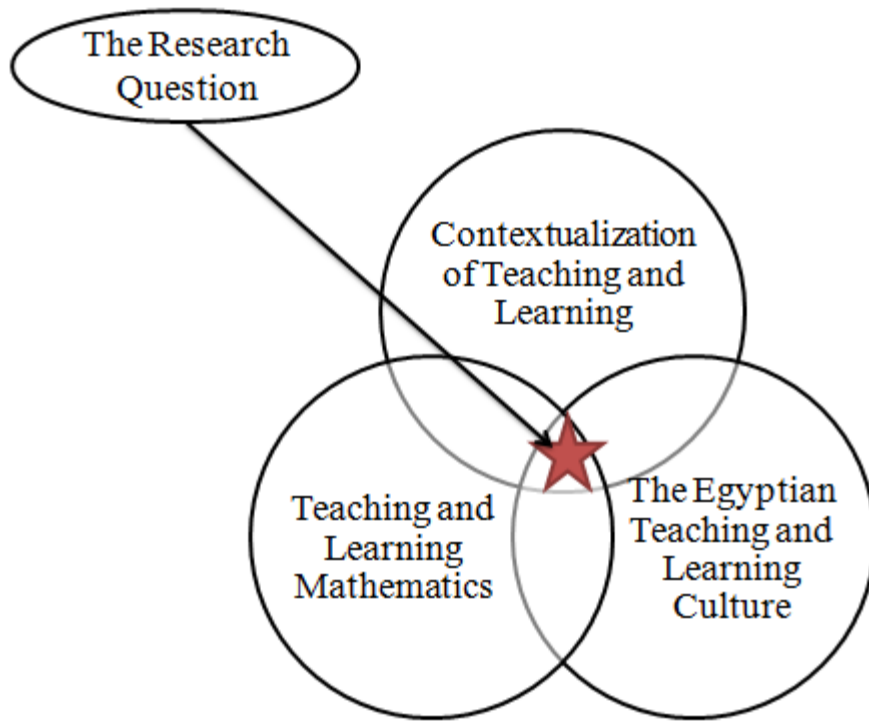 The Research
Question
Contextualization
of Teaching and
Learning
Teaching and
Learning
Mathematics
The Egyptian
Teaching and
Learning
Culture